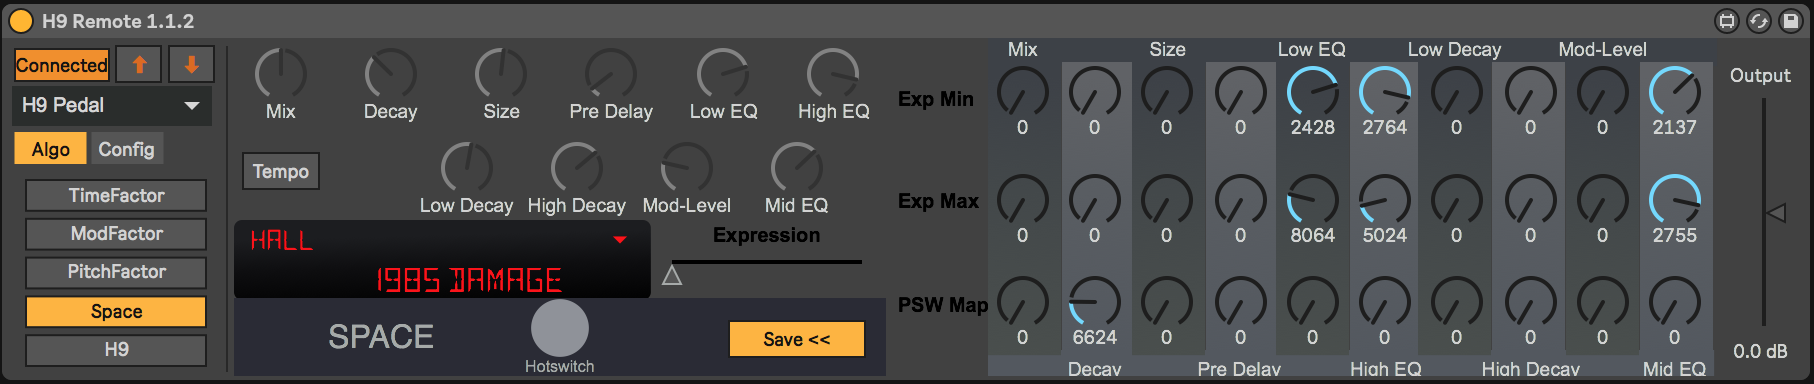 H9 Remote 1.1.2
Connected
H9 Pedal
Algo Config
TimeFactor
ModFactor
PitchFactor
Space
H9
Mix Decay Size Pre Delay Low EQ High EQ
Tempo
Low Decay High Decay Mod-Level Mid EQ
HALL
1985 DAMAGE
Expression
SPACE
Hotswitch
Save <<
Mix Size Low EQ Low Decay Mod-Level
Exp Min
0 0 0 0 2428 2764 0 0 0 2137
Exp Max
0 0 0 0 8064 5024 0 0 0 2755
PSW Map
0 6624 0 0 0 0 0 0 0 0
Decay Pre Delay High EQ High Decay Mid EQ
Output
0.0 dB